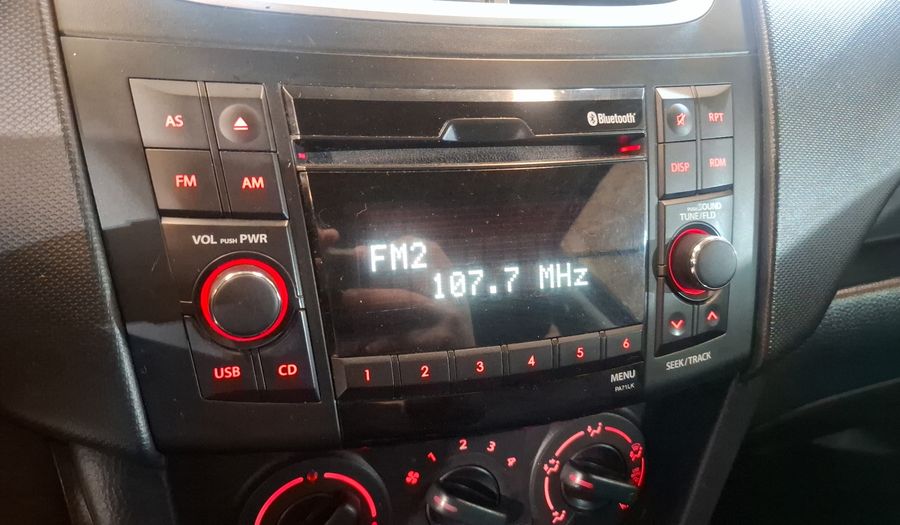 AS
FM AM
VOL PUSH PWR
USB CD
Bluetooth
FM2
107.7 MHz
1 2 3 4 5 6
MENU
PA71LK
RPT
DISP RDM
PUSH SOUND
TUNE/FLD
SEEK/TRACK
1 2 3 4